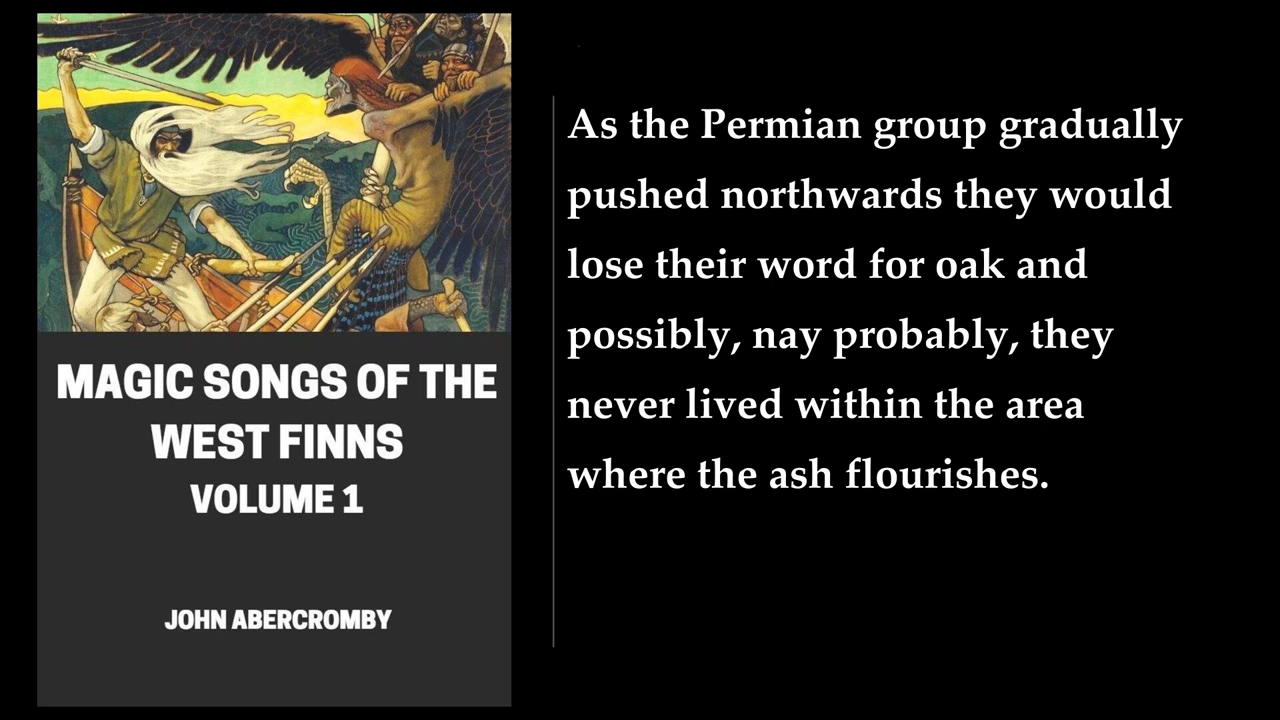 MAGIC SONGS OF THE
WEST FINNS
VOLUME 1
JOHN ABERCROMBY
As the Permian group gradually
pushed northwards they would
lose their word for oak and
possibly, nay probably, they
never lived within the area
where the ash flourishes.